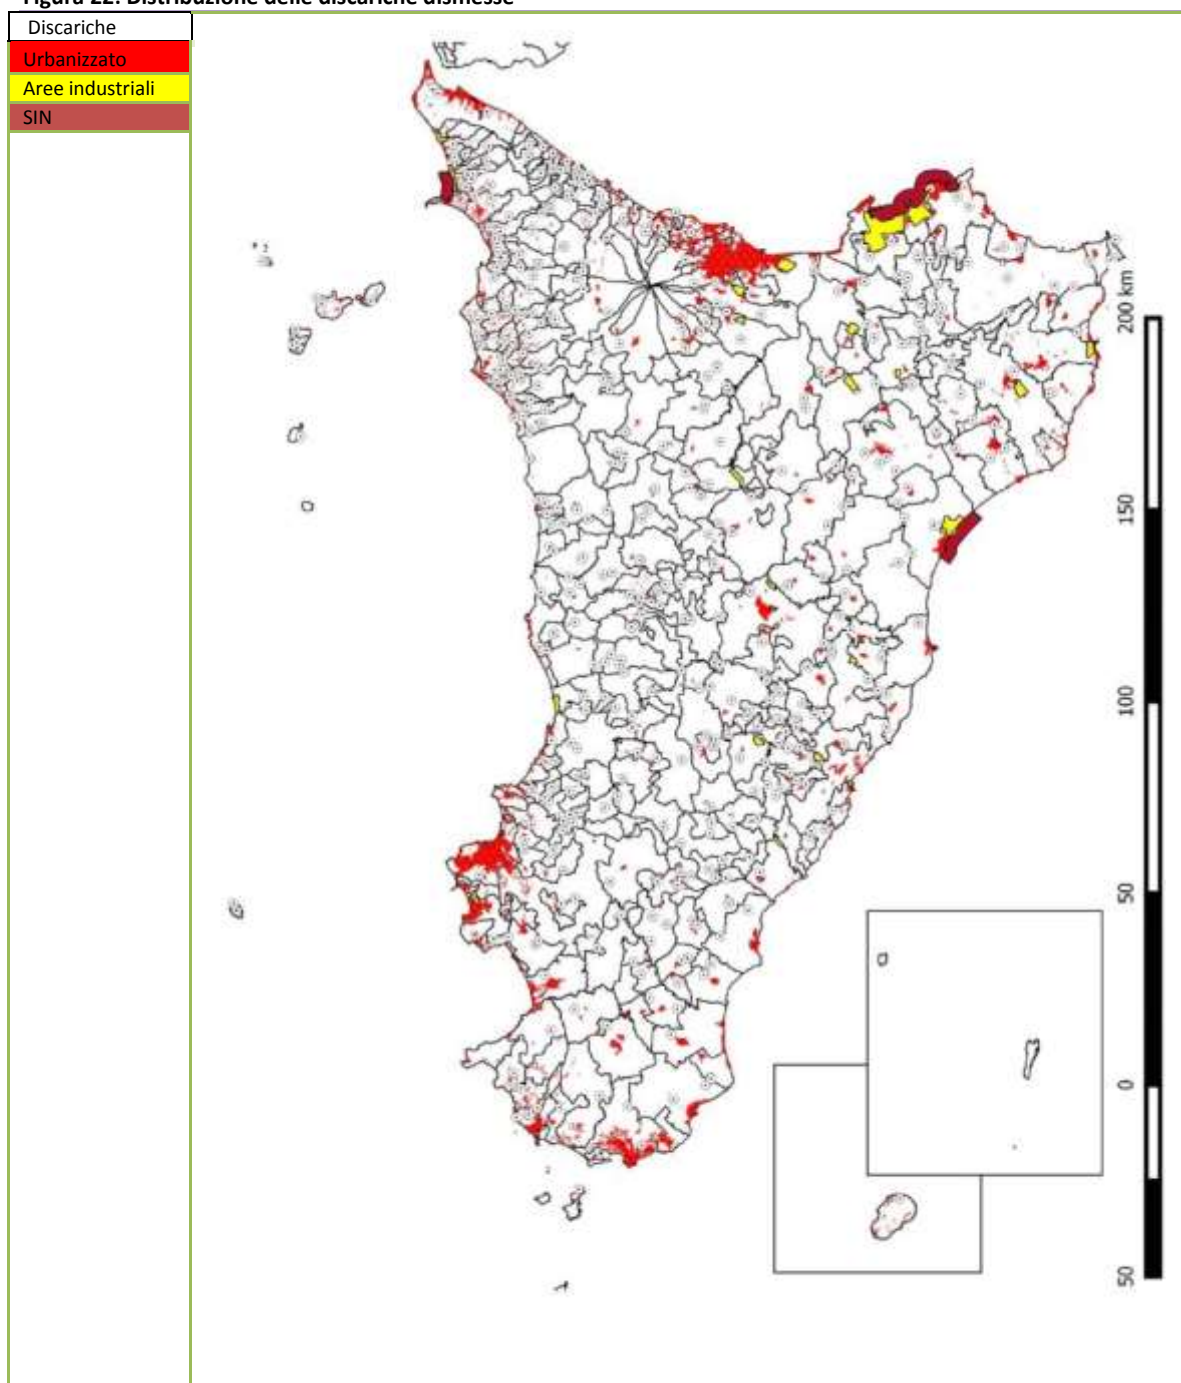 Figura 22: Distribuzione delle discariche dismesse
Discariche
Urbanizzato
Aree industriali
SIN
200 km
150
100
50
0
50